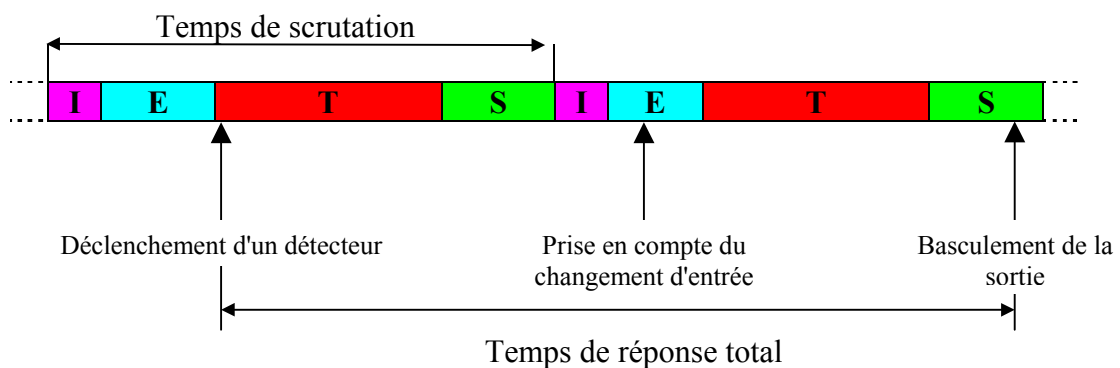 Temps de scrutation
I E T S I E T S
Déclenchement d'un détecteur
Prise en compte du
changement d'entrée
Basculement de la
sortie
Temps de réponse total